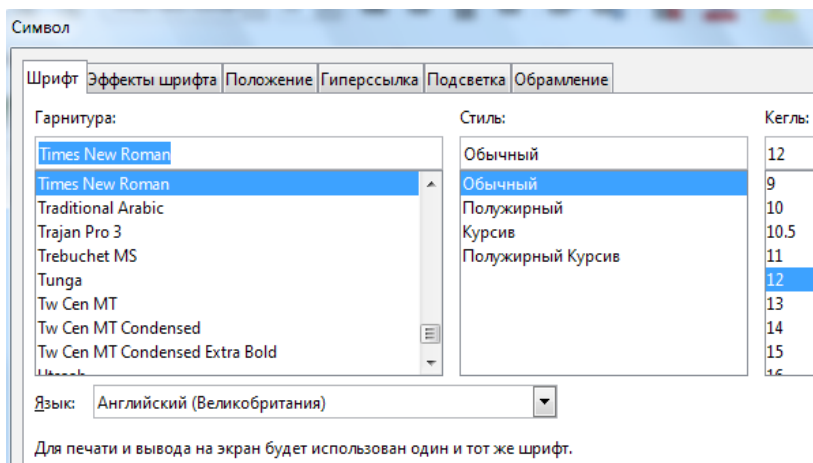 Символ
Шрифт Эффекты шрифта Положение Гиперссылка Подсветка Обрамление
Гарнитура: Стиль: Кегль:
Times New Roman Обычный 12
Times New Roman Обычный 9
Traditional Arabic Полужирный 10
Trajan Pro 3 Курсив 10.5
Trebuchet MS Полужирный Курсив 11
Tunga 12
Tw Cen MT 13
Tw Cen MT Condensed 14
Tw Cen MT Condensed Extra Bold 15
16
Язык: Английский (Великобритания)
Для печати и вывода на экран будет использован один и тот же шрифт.